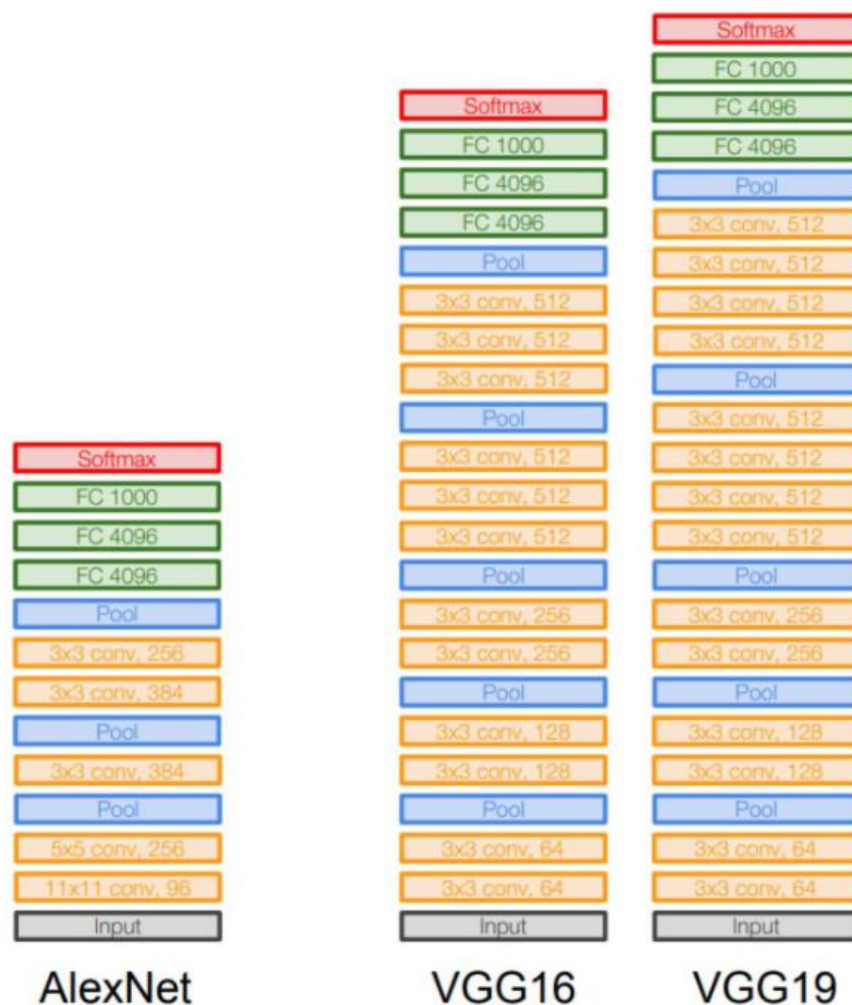 Softmax
FC 1000
FC 4096
FC 4096
Pool
3x3 conv, 256
3x3 conv, 384
Pool
3x3 conv, 384
Pool
5x5 conv, 256
11x11 conv, 96
Input
AlexNet
Softmax
FC 1000
FC 4096
FC 4096
Pool
3x3 conv, 512
3x3 conv, 512
3x3 conv, 512
Pool
3x3 conv, 512
3x3 conv, 512
3x3 conv, 512
Pool
3x3 conv, 256
3x3 conv, 256
Pool
3x3 conv, 128
3x3 conv, 128
Pool
3x3 conv, 64
3x3 conv, 64
Input
VGG16
Softmax
FC 1000
FC 4096
FC 4096
Pool
3x3 conv, 512
3x3 conv, 512
3x3 conv, 512
3x3 conv, 512
Pool
3x3 conv, 512
3x3 conv, 512
3x3 conv, 512
3x3 conv, 512
Pool
3x3 conv, 256
3x3 conv, 256
Pool
3x3 conv, 128
3x3 conv, 128
Pool
3x3 conv, 64
3x3 conv, 64
Input
VGG19